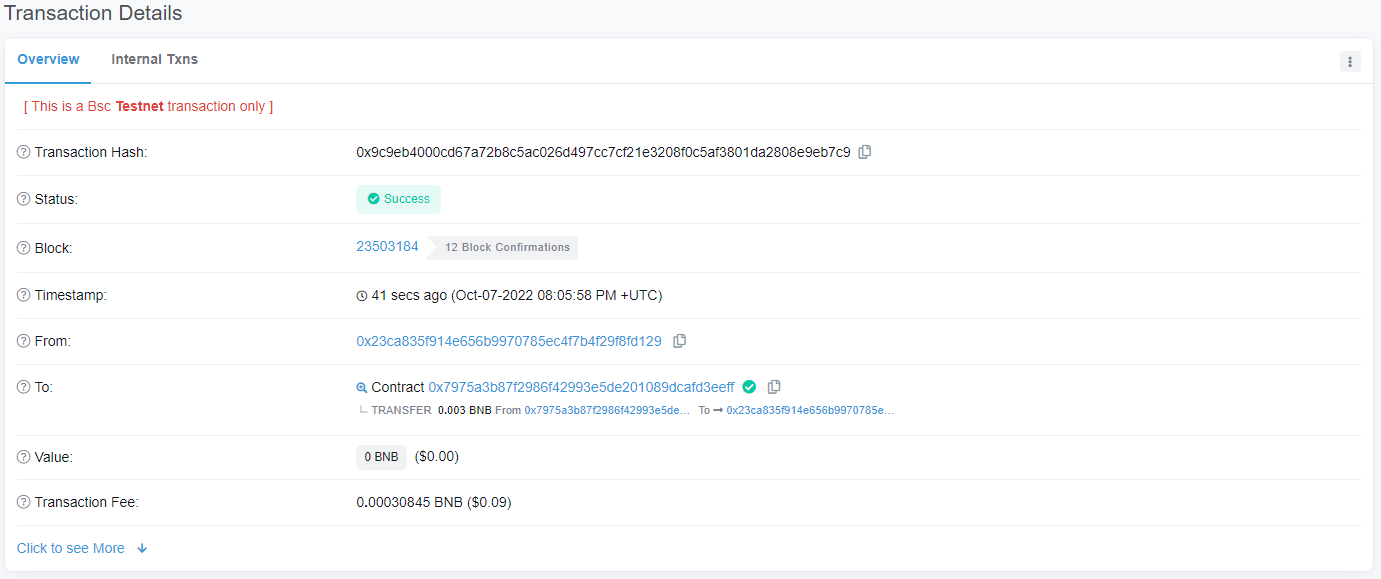 Transaction Details
Overview Internal Txns
[ This is a Bsc Testnet transaction only ]
Transaction Hash: 0x9c9eb4000cd67a72b8c5ac026d497cc7cf21e3208f0c5af3801da2808e9eb7c9
Status: Success
Block: 23503184 12 Block Confirmations
Timestamp: 41 secs ago (Oct-07-2022 08:05:58 PM +UTC)
From: 0x23ca835f914e656b9970785ec4f7b4f29f8fd129
To: Contract 0x7975a3b87f2986f42993e5de201089dcafd3eeff
TRANSFER 0.003 BNB From 0x7975a3b87f2986f42993e5de... To → 0x23ca835f914e656b9970785e...
Value: 0 BNB ($0.00)
Transaction Fee: 0.00030845 BNB ($0.09)
Click to see More